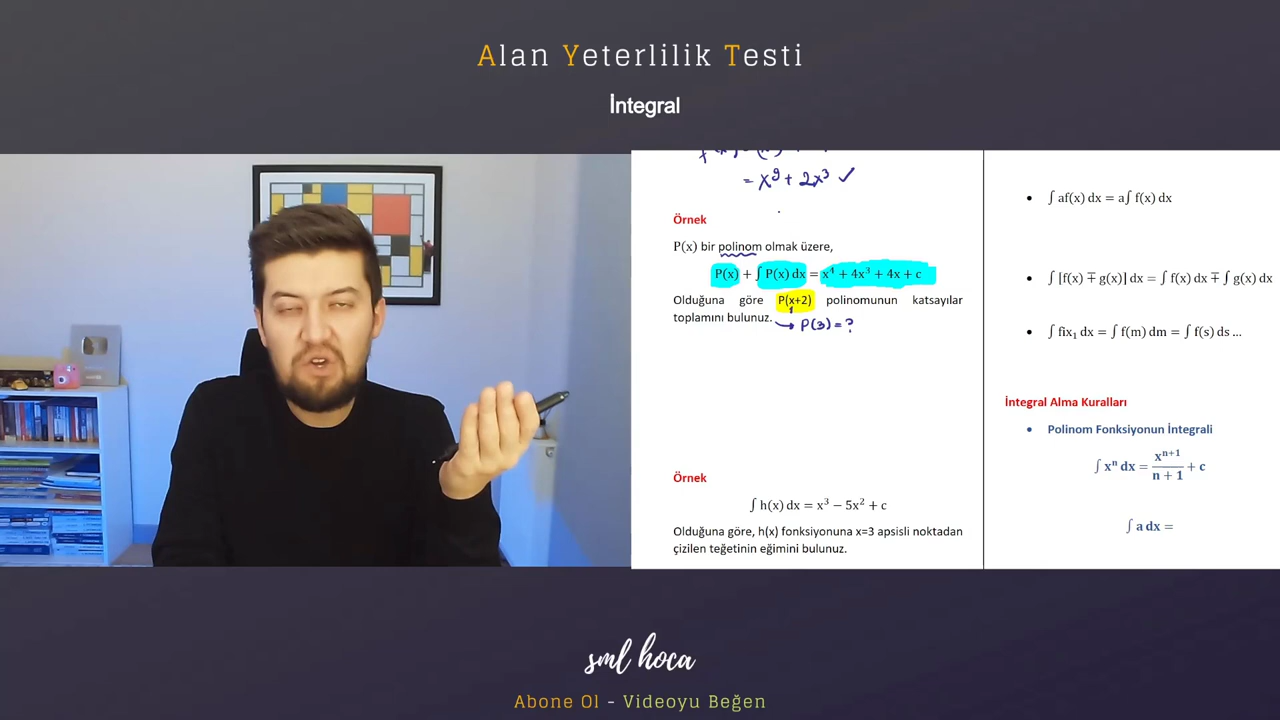 Alan Yeterlilik Testi
İntegral
= x⁹ + 2x³ ✓
Örnek
P(x) bir polinom olmak üzere,
P(x) + ∫ P(x) dx = x⁴ + 4x³ + 4x + c
Olduğuna göre P(x+2) polinomunun katsayılar
toplamını bulunuz.
1
→ P(3) = ?
Örnek
∫ h(x) dx = x³ − 5x² + c
Olduğuna göre, h(x) fonksiyonuna x=3 apsisli noktadan
çizilen teğetinin eğimini bulunuz.
• ∫ af(x) dx = a∫ f(x) dx
• ∫ [f(x) ∓ g(x)] dx = ∫ f(x) dx ∓ ∫ g(x) dx
• ∫ fix₁ dx = ∫ f(m) dm = ∫ f(s) ds ...
İntegral Alma Kuralları
• Polinom Fonksiyonun İntegrali
∫ xⁿ dx = xⁿ⁺¹ / n + 1 + c
∫ a dx =
sml hoca
Abone Ol - Videoyu Beğen